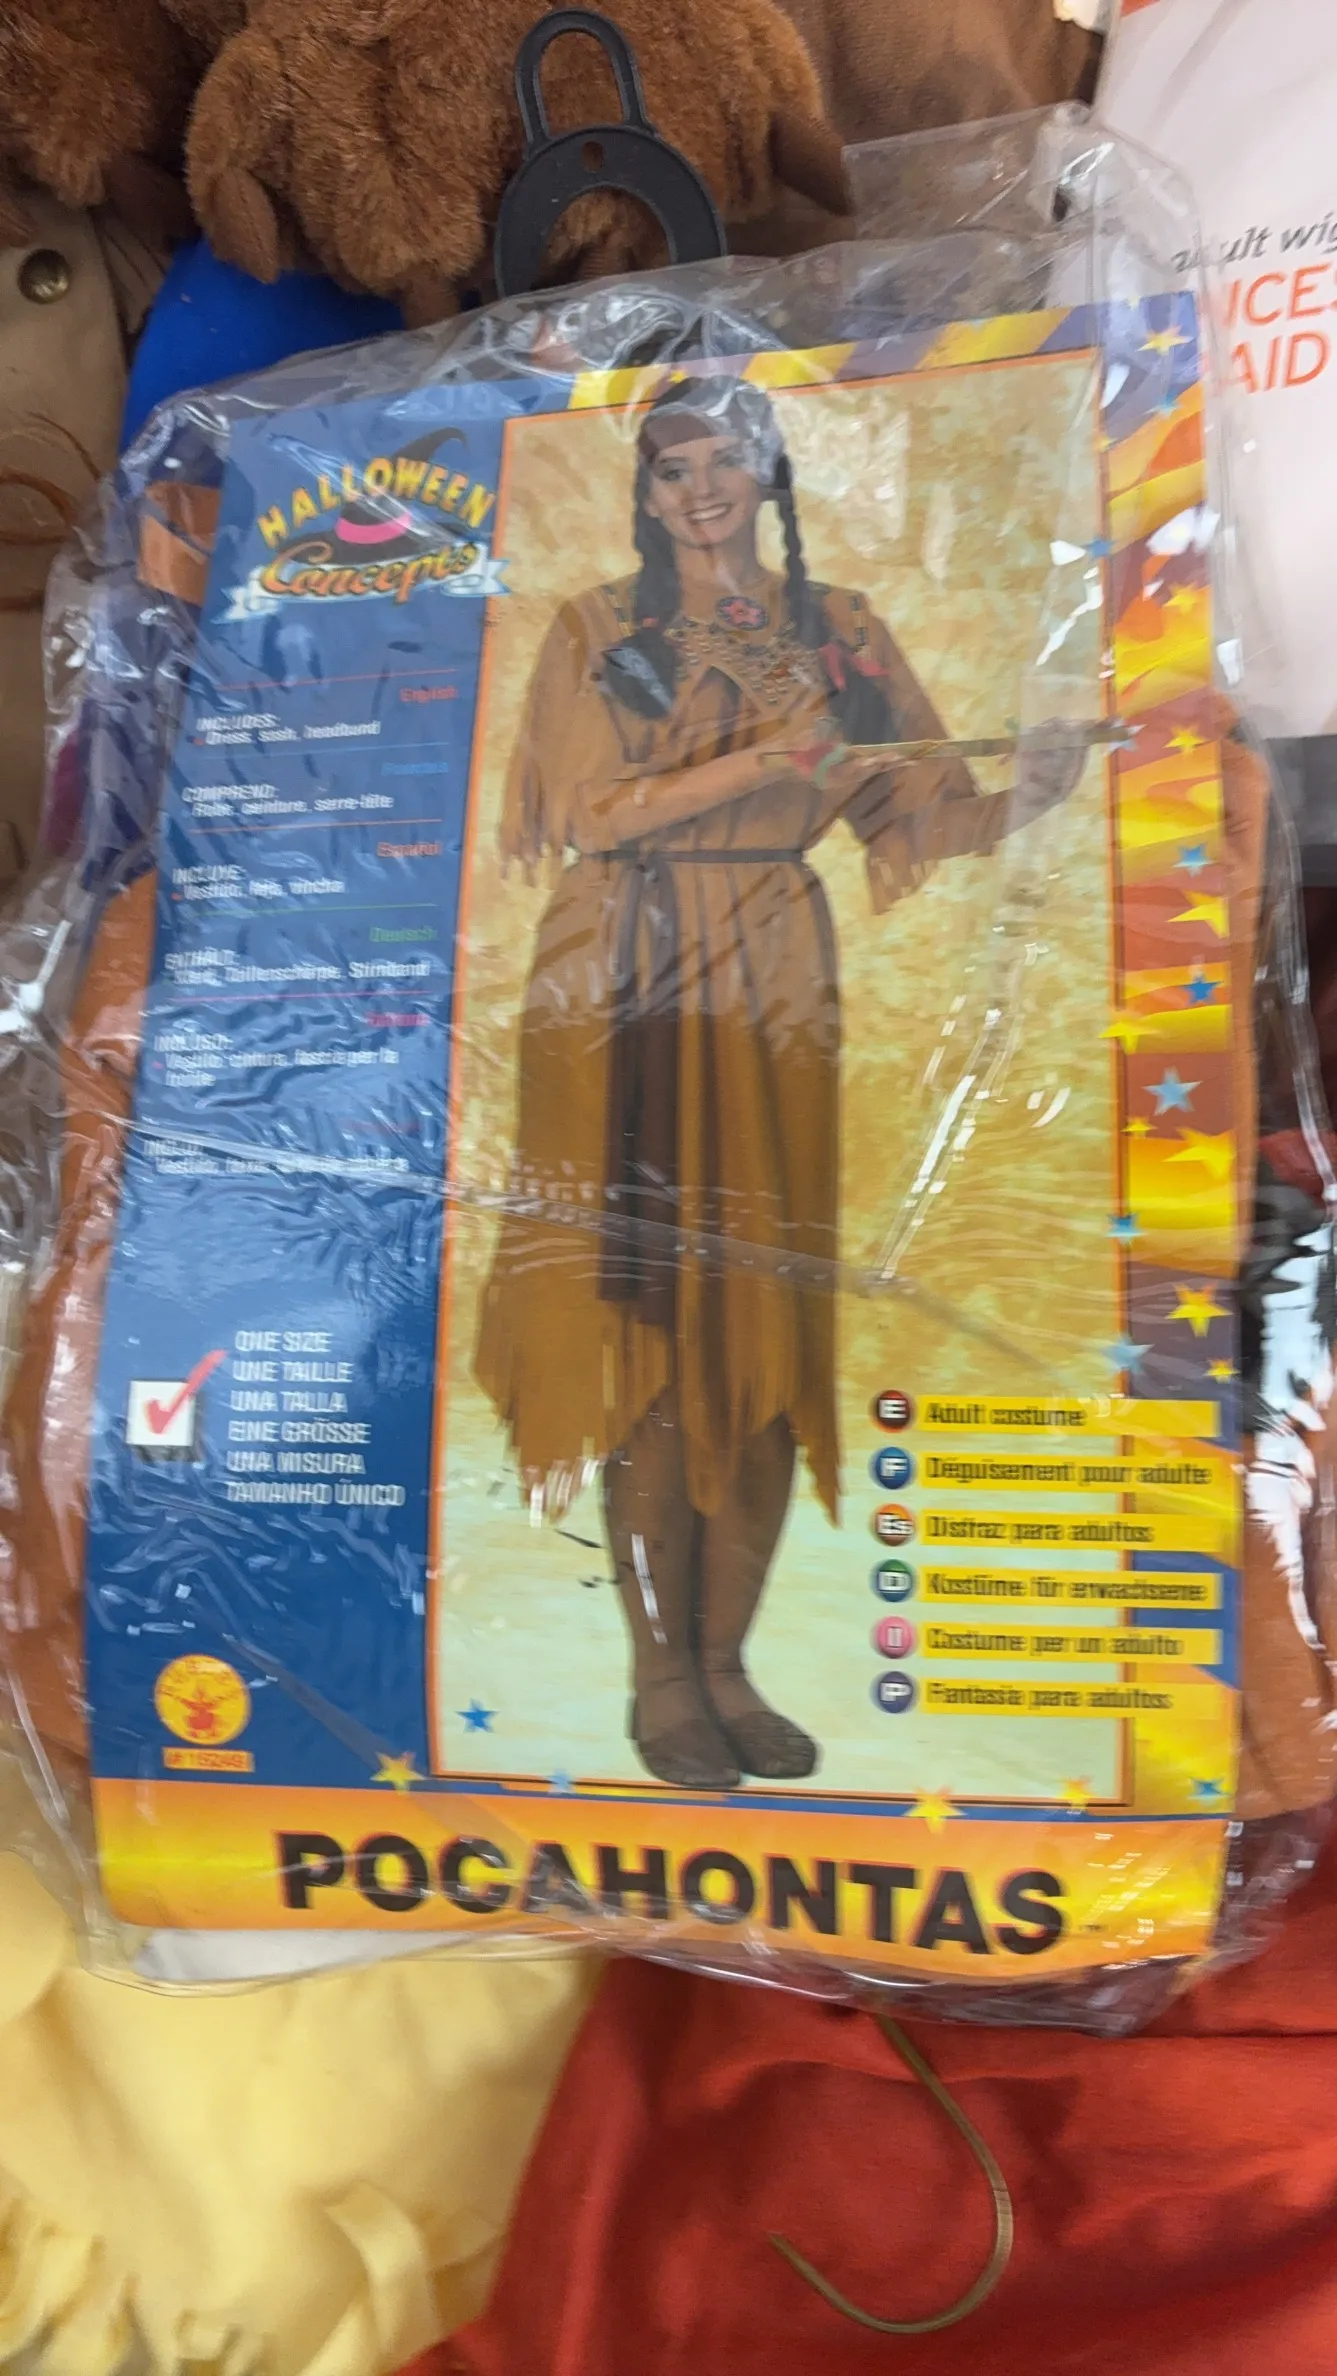 adult wig
HALLOWEEN
Concepts
English
INCLUDES:
Dress, sash, headband
Français
COMPREND:
Robe, ceinture, serre-tête
Español
INCLUYE:
Vestido, faja, vincha
Deutsch
ENTHÄLT:
Kleid, Taillenschärpe, Stirnband
INCLUSO:
Vestito, cintura, fascia per la
fronte
ONE SIZE
UNE TAILLE
UNA TALLA
EINE GRÖSSE
UNA MISURA
TAMANHO ÚNICO
E Adult costume
F Déguisement pour adulte
Es Disfraz para adultos
D Kostüme für erwachsene
I Costume per un adulto
P Fantasia para adultos
POCAHONTAS